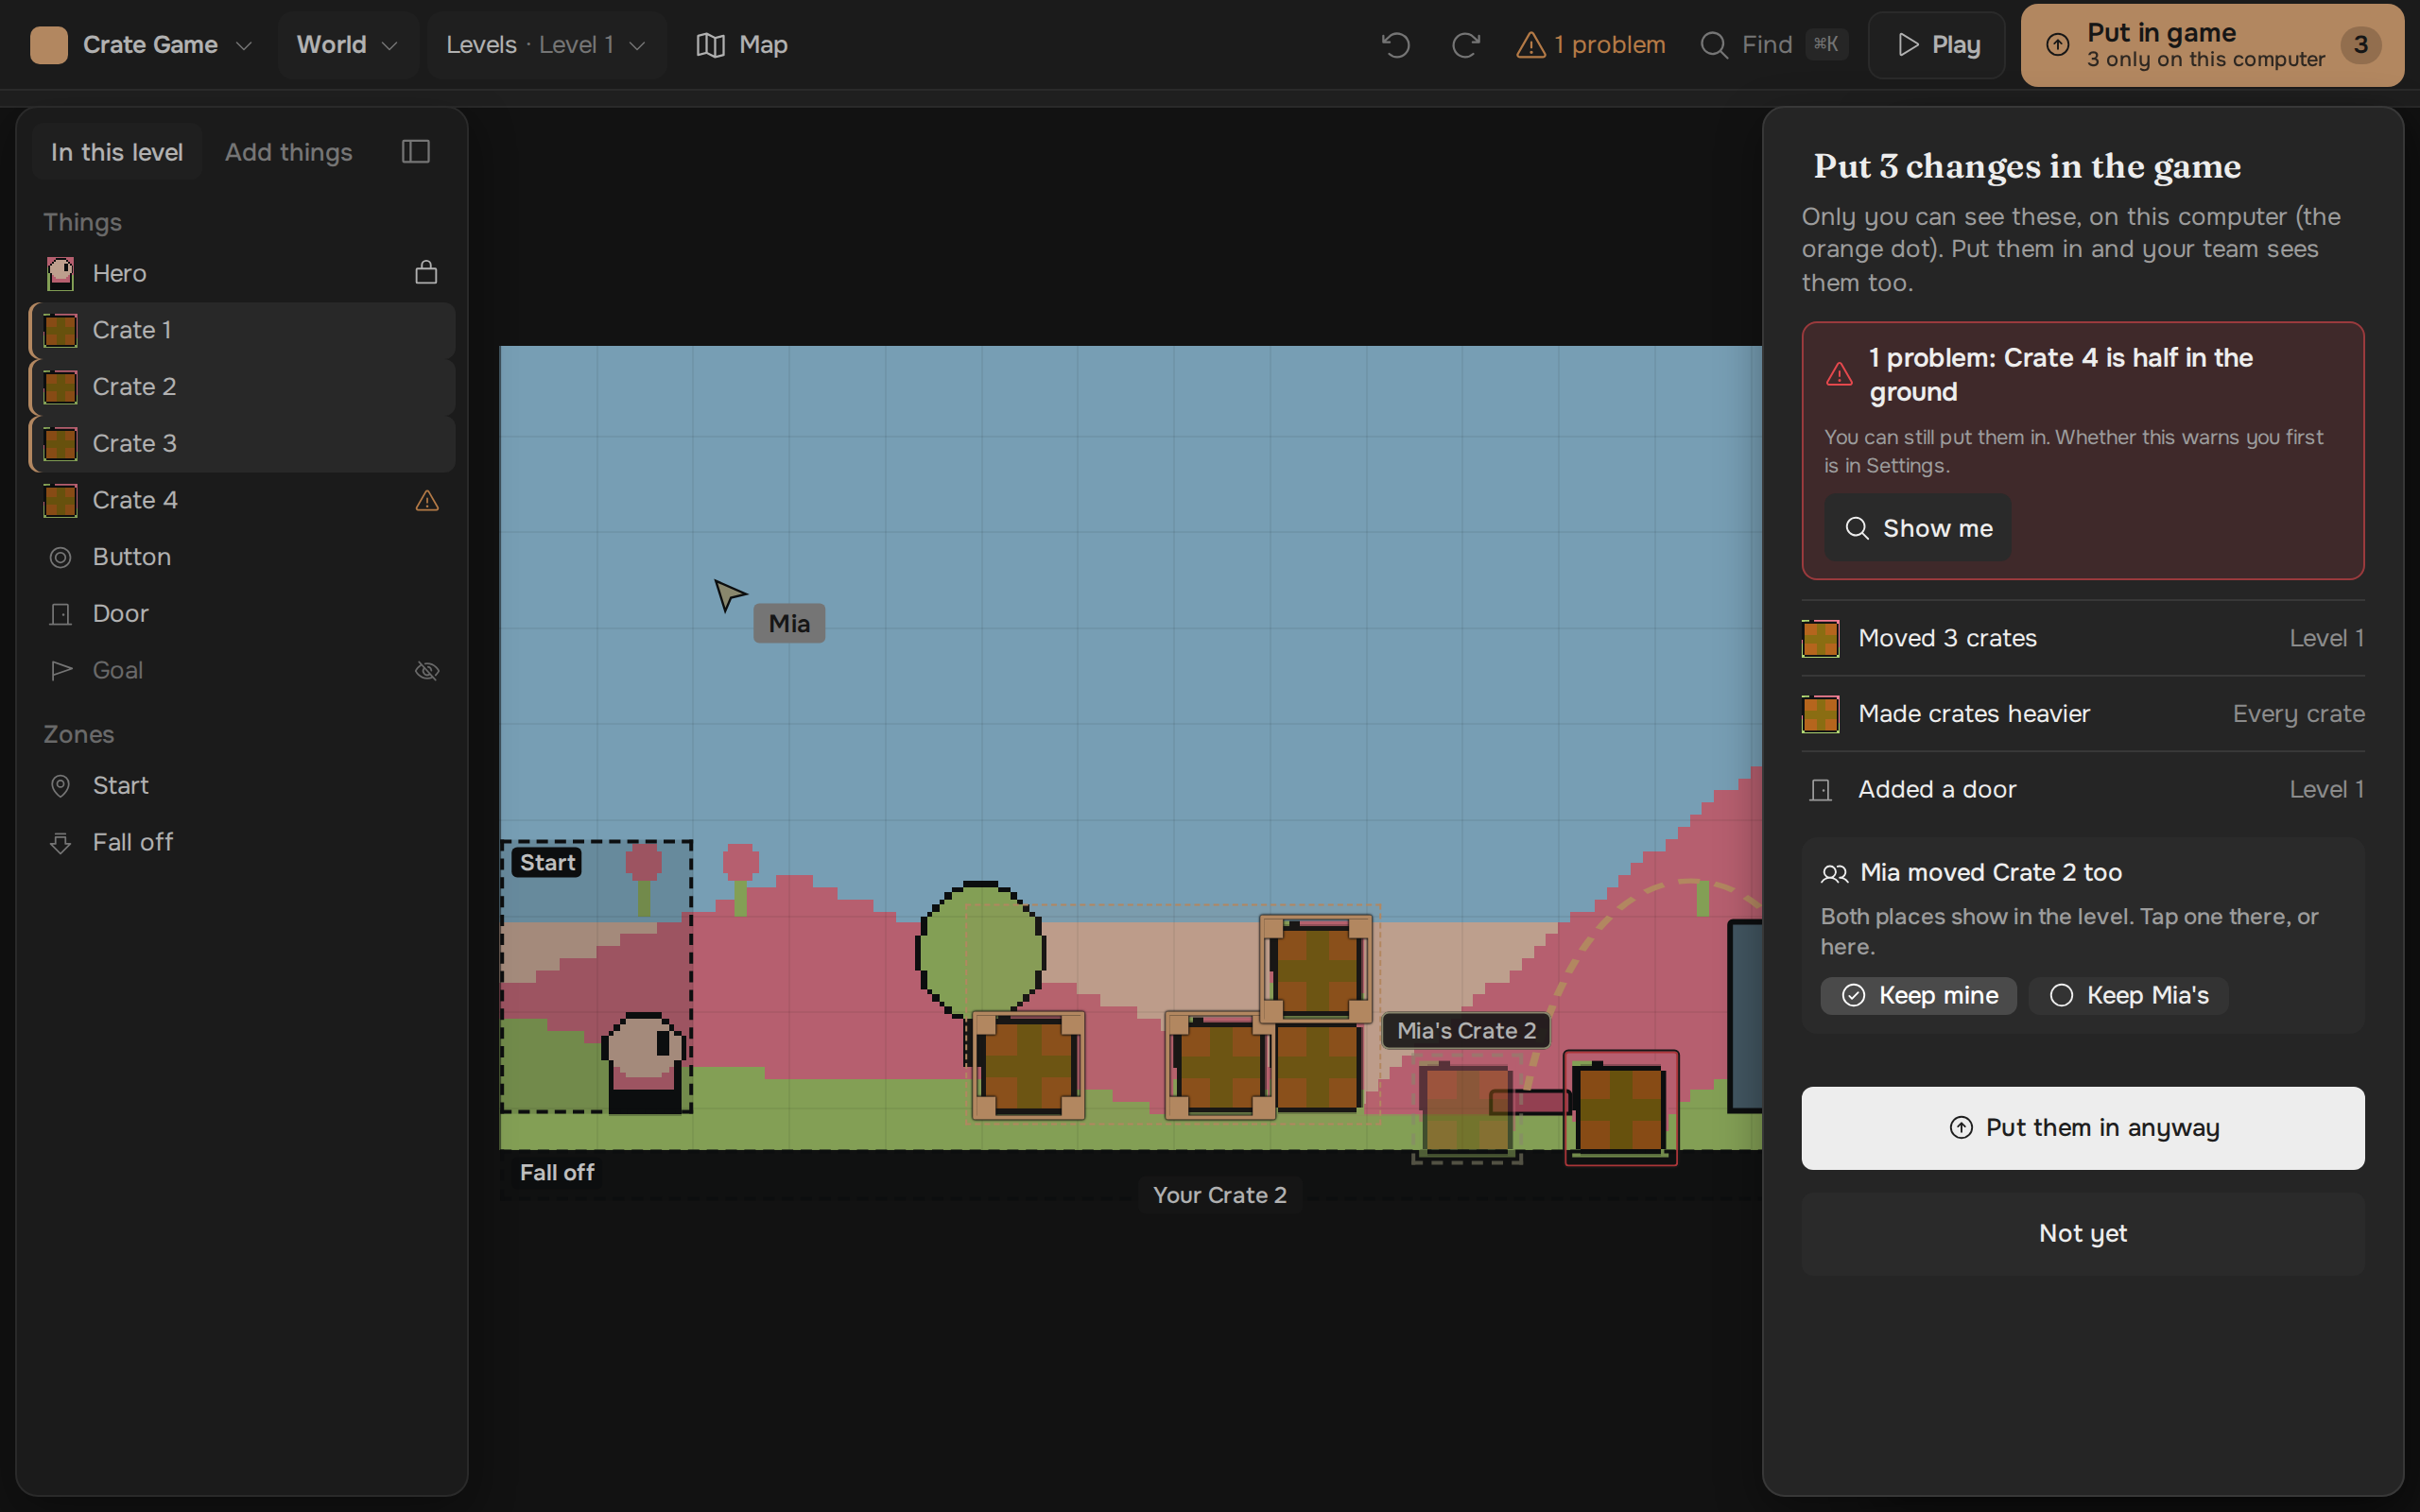 Crate Game
World
Levels · Level 1
Map
1 problem
Find ⌘K
Play
Put in game
3 only on this computer
3
In this level
Add things
Things
Hero
Crate 1
Crate 2
Crate 3
Crate 4
Button
Door
Goal
Zones
Start
Fall off
Mia
Start
Mia's Crate 2
Fall off
Your Crate 2
Put 3 changes in the game
Only you can see these, on this computer (the
orange dot). Put them in and your team sees
them too.
1 problem: Crate 4 is half in the
ground
You can still put them in. Whether this warns you first
is in Settings.
Show me
Moved 3 crates Level 1
Made crates heavier Every crate
Added a door Level 1
Mia moved Crate 2 too
Both places show in the level. Tap one there, or
here.
Keep mine
Keep Mia's
Put them in anyway
Not yet